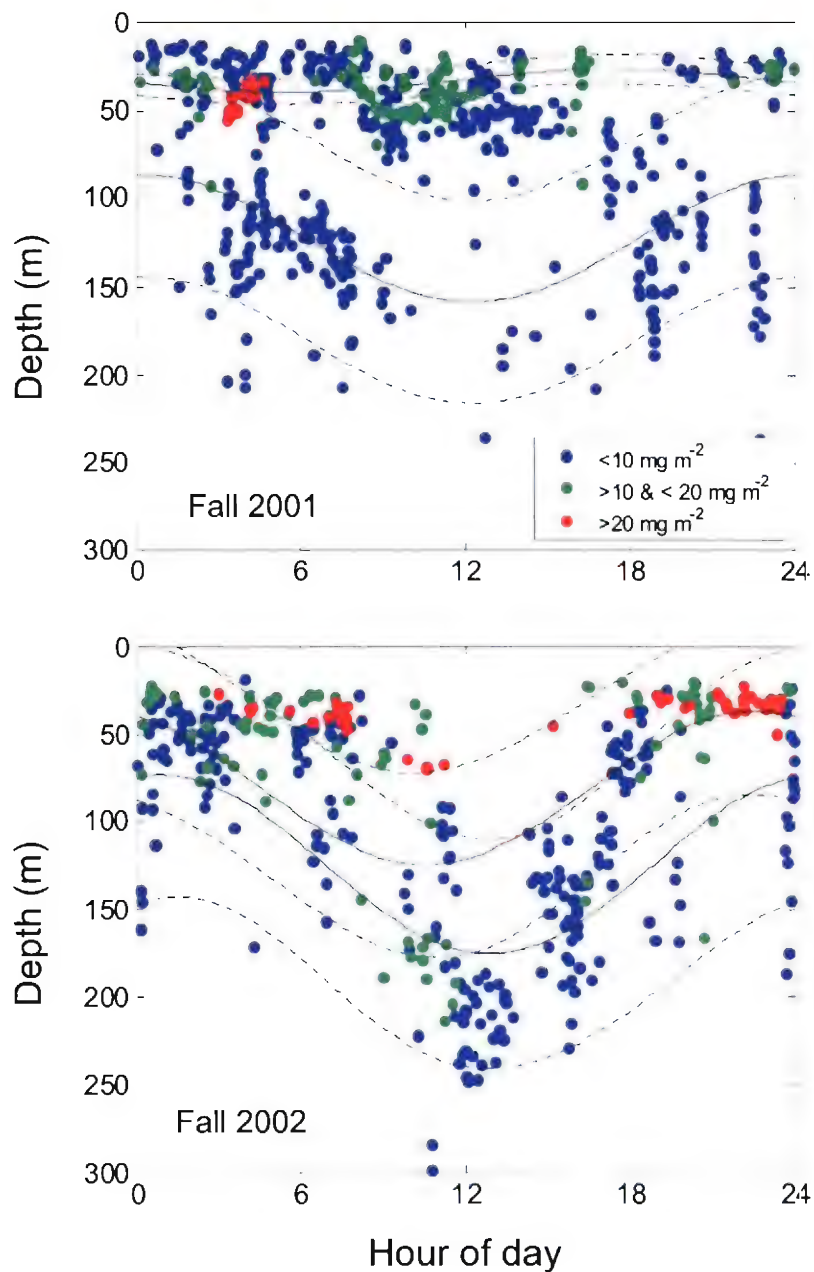 0
50
100
150
200
250
300
Depth (m)
Fall 2001
<10 mg m-2
>10 & < 20 mg m-2
>20 mg m-2
0 6 12 18 24
0
50
100
150
200
250
300
Depth (m)
Fall 2002
0 6 12 18 24
Hour of day